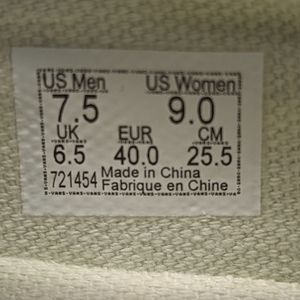 US Men US Women
7.5 9.0
UK EUR CM
6.5 40.0 25.5
721454 Made in China
Fabrique en Chine